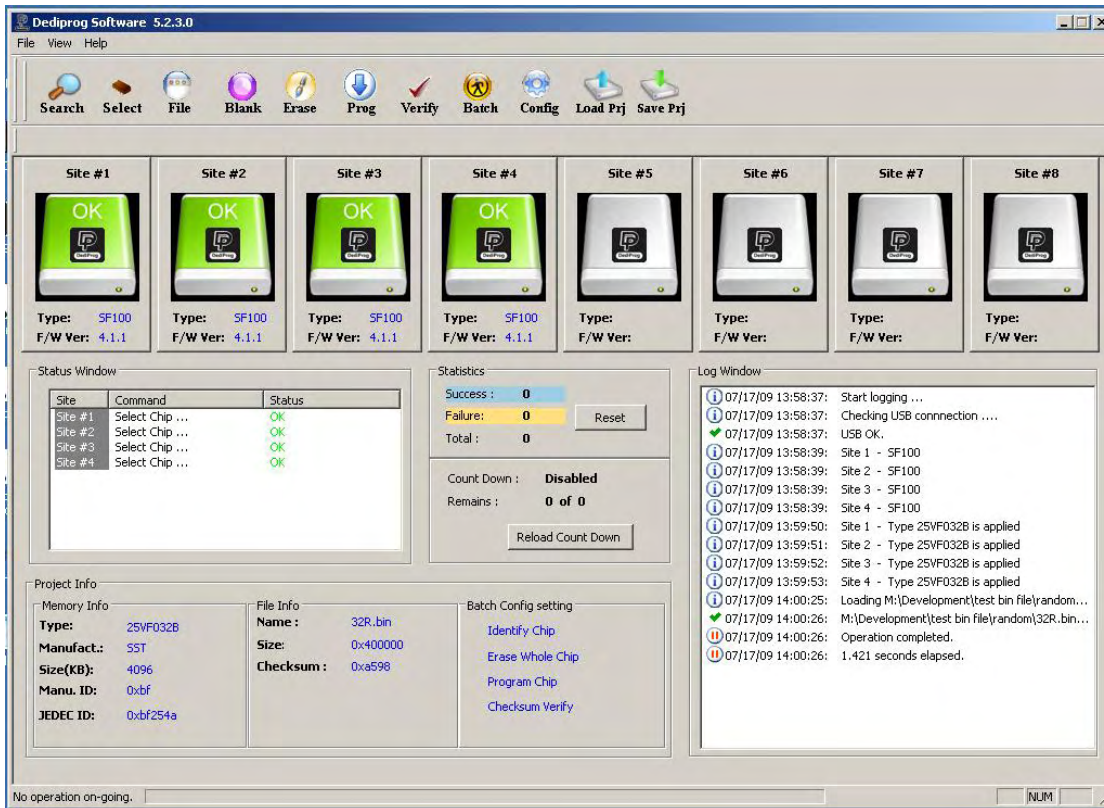 Dediprog Software 5.2.3.0
File View Help
Search Select File Blank Erase Prog Verify Batch Config Load Prj Save Prj
Site #1 Site #2 Site #3 Site #4 Site #5 Site #6 Site #7 Site #8
OK OK OK OK
DediProg DediProg DediProg DediProg DediProg DediProg DediProg DediProg
Type: SF100 Type: SF100 Type: SF100 Type: SF100 Type: Type: Type: Type:
F/W Ver: 4.1.1 F/W Ver: 4.1.1 F/W Ver: 4.1.1 F/W Ver: 4.1.1 F/W Ver: F/W Ver: F/W Ver: F/W Ver:
Status Window
Site Command Status
Site #1 Select Chip ... OK
Site #2 Select Chip ... OK
Site #3 Select Chip ... OK
Site #4 Select Chip ... OK
Statistics
Success : 0
Failure: 0
Total : 0
Reset
Count Down : Disabled
Remains : 0 of 0
Reload Count Down
Log Window
07/17/09 13:58:37: Start logging ...
07/17/09 13:58:37: Checking USB connnection ....
07/17/09 13:58:37: USB OK.
07/17/09 13:58:39: Site 1 - SF100
07/17/09 13:58:39: Site 2 - SF100
07/17/09 13:58:39: Site 3 - SF100
07/17/09 13:58:39: Site 4 - SF100
07/17/09 13:59:50: Site 1 - Type 25VF032B is applied
07/17/09 13:59:51: Site 2 - Type 25VF032B is applied
07/17/09 13:59:52: Site 3 - Type 25VF032B is applied
07/17/09 13:59:53: Site 4 - Type 25VF032B is applied
07/17/09 14:00:25: Loading M:\Development\test bin file\random...
07/17/09 14:00:26: M:\Development\test bin file\random\32R.bin...
07/17/09 14:00:26: Operation completed.
07/17/09 14:00:26: 1.421 seconds elapsed.
Project Info
Memory Info
Type: 25VF032B
Manufact.: SST
Size(KB): 4096
Manu. ID: 0xbf
JEDEC ID: 0xbf254a
File Info
Name : 32R.bin
Size: 0x400000
Checksum : 0xa598
Batch Config setting
Identify Chip
Erase Whole Chip
Program Chip
Checksum Verify
No operation on-going.
NUM